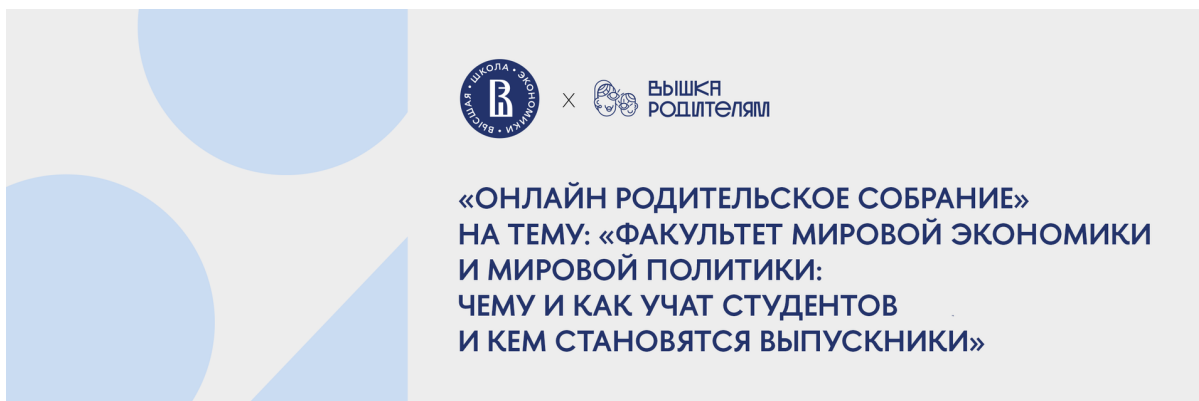 ВЫСШАЯ • ШКОЛА • ЭКОНОМИКИ •
X
ВЫШКА
РОДИТЕЛЯМ
«ОНЛАЙН РОДИТЕЛЬСКОЕ СОБРАНИЕ»
НА ТЕМУ: «ФАКУЛЬТЕТ МИРОВОЙ ЭКОНОМИКИ
И МИРОВОЙ ПОЛИТИКИ:
ЧЕМУ И КАК УЧАТ СТУДЕНТОВ
И КЕМ СТАНОВЯТСЯ ВЫПУСКНИКИ»